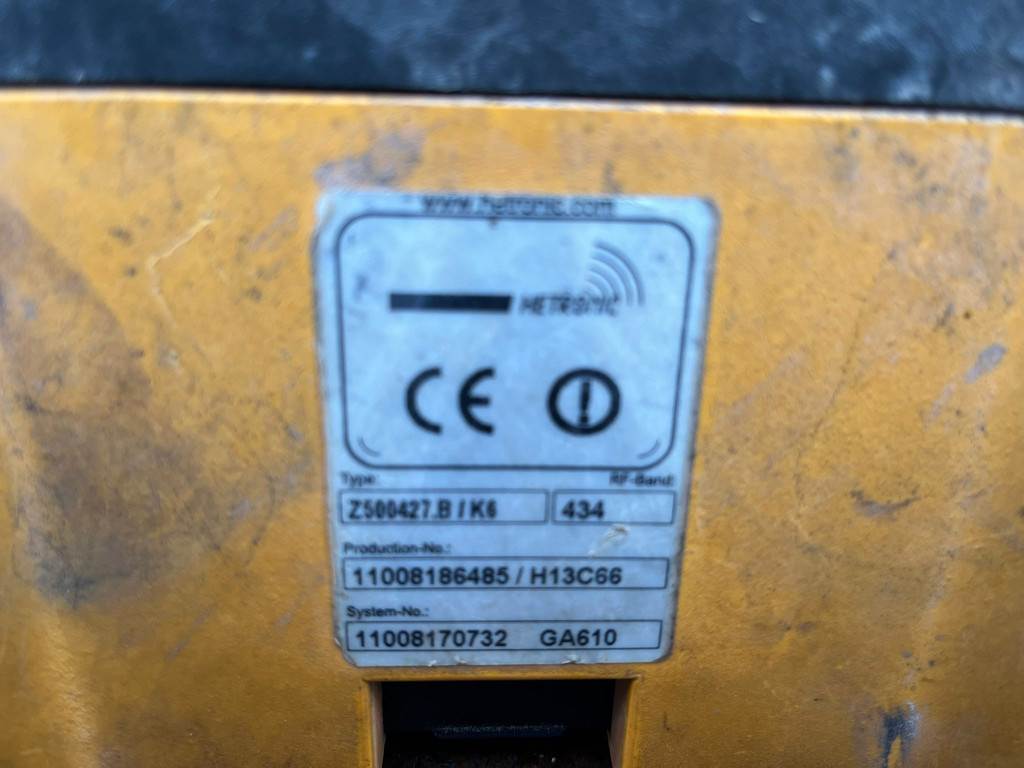 www.hetronic.com
HETRONIC
CE
Type: RF-Band:
Z500427.B / K6 434
Production-No.:
11008186485 / H13C66
System-No.:
11008170732 GA610